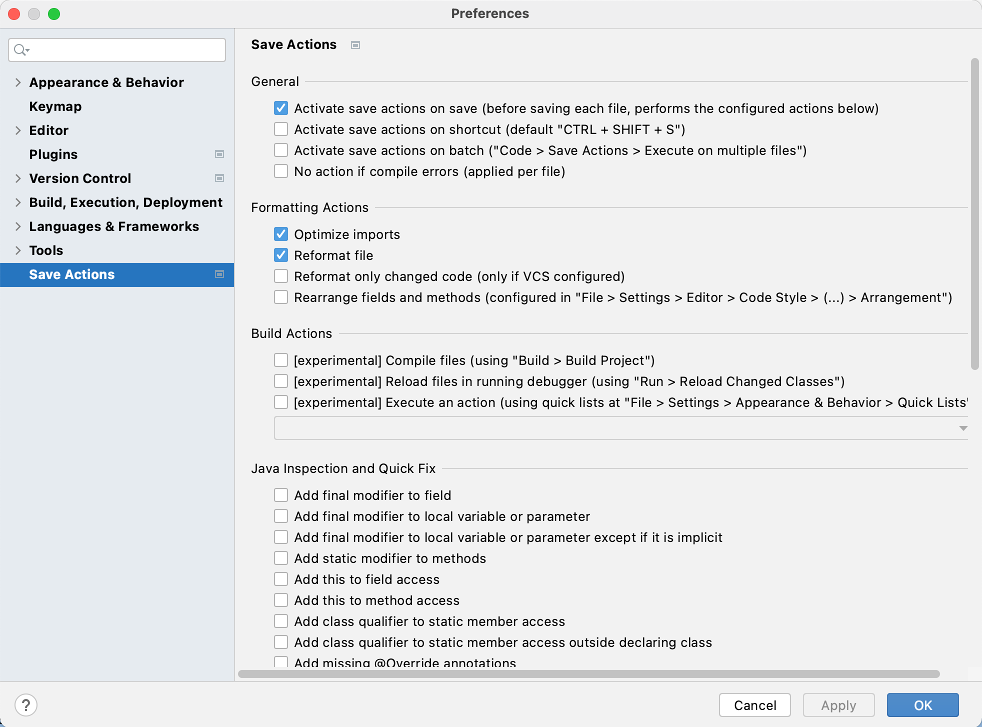 Preferences
Appearance & Behavior
Keymap
Editor
Plugins
Version Control
Build, Execution, Deployment
Languages & Frameworks
Tools
Save Actions
Save Actions
General
Activate save actions on save (before saving each file, performs the configured actions below)
Activate save actions on shortcut (default "CTRL + SHIFT + S")
Activate save actions on batch ("Code > Save Actions > Execute on multiple files")
No action if compile errors (applied per file)
Formatting Actions
Optimize imports
Reformat file
Reformat only changed code (only if VCS configured)
Rearrange fields and methods (configured in "File > Settings > Editor > Code Style > (...) > Arrangement")
Build Actions
[experimental] Compile files (using "Build > Build Project")
[experimental] Reload files in running debugger (using "Run > Reload Changed Classes")
[experimental] Execute an action (using quick lists at "File > Settings > Appearance & Behavior > Quick Lists"
Java Inspection and Quick Fix
Add final modifier to field
Add final modifier to local variable or parameter
Add final modifier to local variable or parameter except if it is implicit
Add static modifier to methods
Add this to field access
Add this to method access
Add class qualifier to static member access
Add class qualifier to static member access outside declaring class
Add missing @Override annotations
?
Cancel
Apply
OK